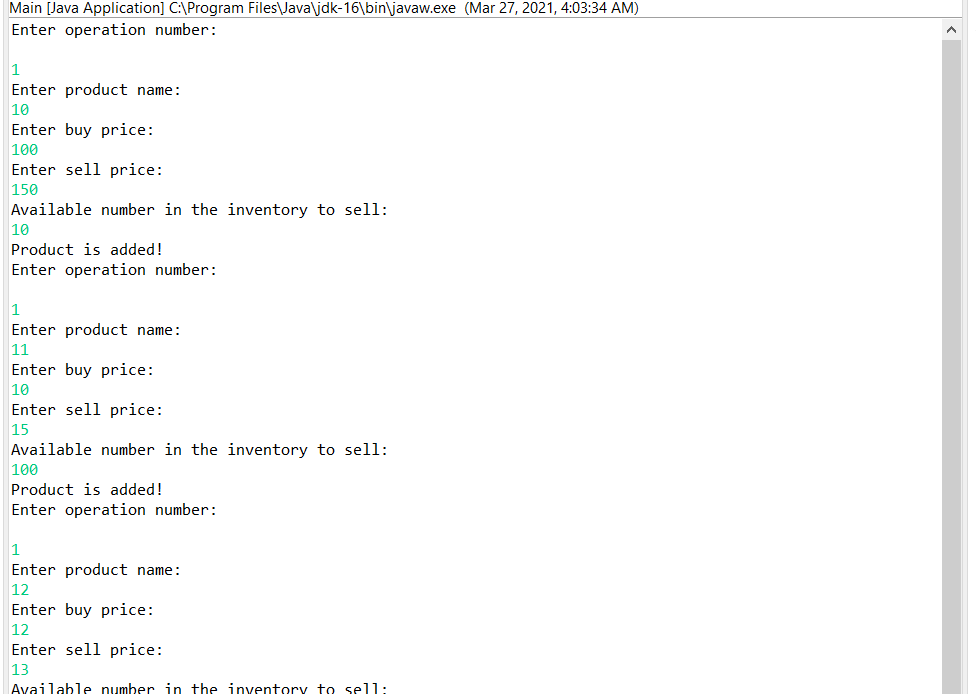 Main [Java Application] C:\Program Files\Java\jdk-16\bin\javaw.exe (Mar 27, 2021, 4:03:34 AM)
Enter operation number:
1
Enter product name:
10
Enter buy price:
100
Enter sell price:
150
Available number in the inventory to sell:
10
Product is added!
Enter operation number:
1
Enter product name:
11
Enter buy price:
10
Enter sell price:
15
Available number in the inventory to sell:
100
Product is added!
Enter operation number:
1
Enter product name:
12
Enter buy price:
12
Enter sell price:
13
Available number in the inventory to sell: